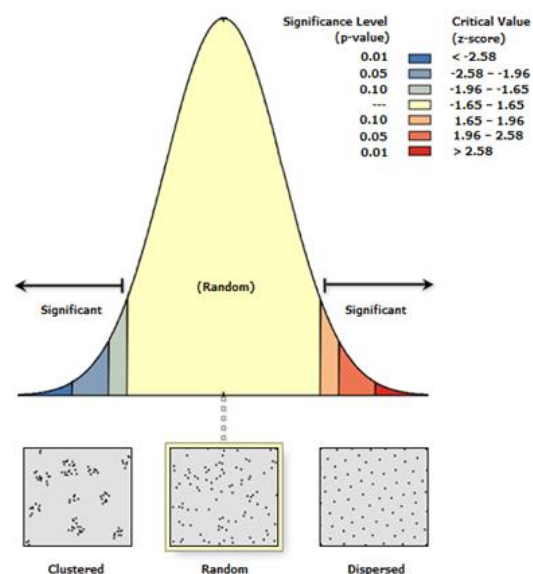 Significance Level Critical Value
(p-value) (z-score)
0.01 < -2.58
0.05 -2.58 – -1.96
0.10 -1.96 – -1.65
--- -1.65 – 1.65
0.10 1.65 – 1.96
0.05 1.96 – 2.58
0.01 > 2.58
(Random)
Significant Significant
Clustered Random Dispersed